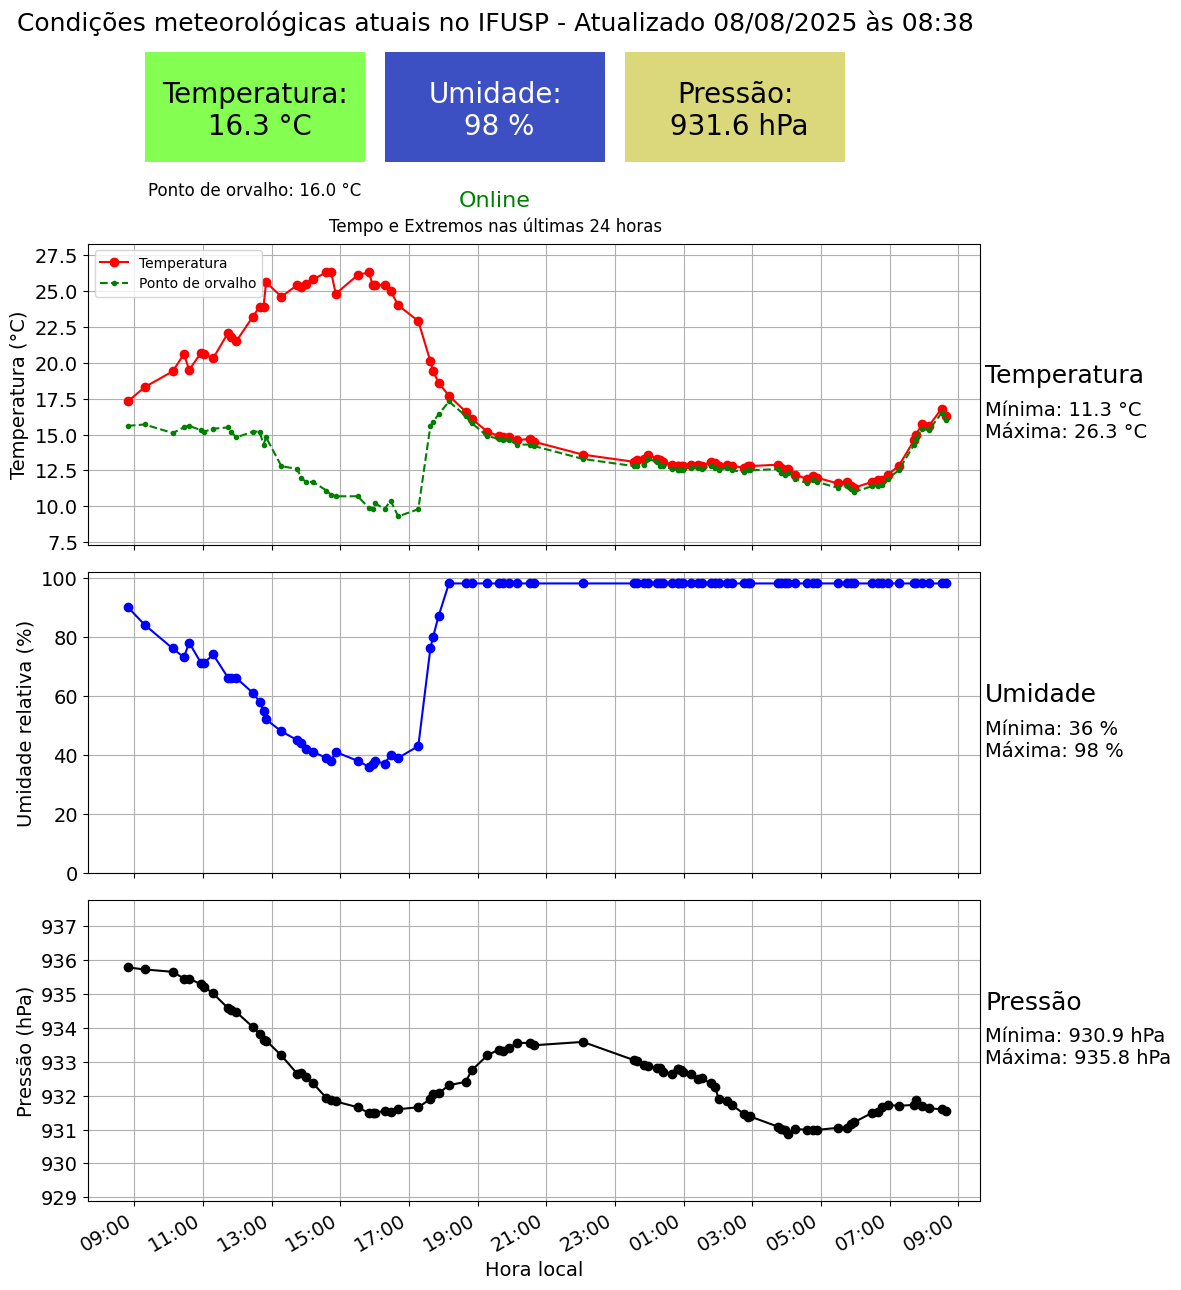 Condições meteorológicas atuais no IFUSP - Atualizado 08/08/2025 às 08:38
Temperatura:
16.3 °C
Umidade:
98 %
Pressão:
931.6 hPa
Ponto de orvalho: 16.0 °C
Online
Tempo e Extremos nas últimas 24 horas
Temperatura (°C)
27.5
25.0
22.5
20.0
17.5
15.0
12.5
10.0
7.5
Temperatura
Ponto de orvalho
Temperatura
Mínima: 11.3 °C
Máxima: 26.3 °C
Umidade relativa (%)
100
80
60
40
20
0
Umidade
Mínima: 36 %
Máxima: 98 %
Pressão (hPa)
937
936
935
934
933
932
931
930
929
Pressão
Mínima: 930.9 hPa
Máxima: 935.8 hPa
09:00
11:00
13:00
15:00
17:00
19:00
21:00
23:00
01:00
03:00
05:00
07:00
09:00
Hora local